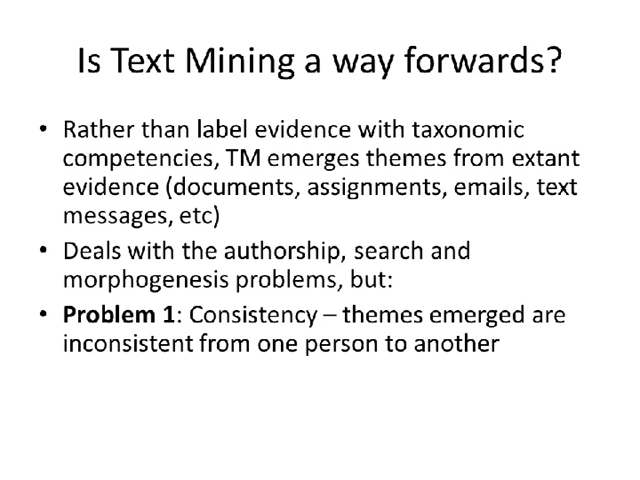 Is Text Mining a way forwards?
• Rather than label evidence with taxonomic
competencies, TM emerges themes from extant
evidence (documents, assignments, emails, text
messages, etc)
• Deals with the authorship, search and
morphogenesis problems, but:
• Problem 1: Consistency – themes emerged are
inconsistent from one person to another